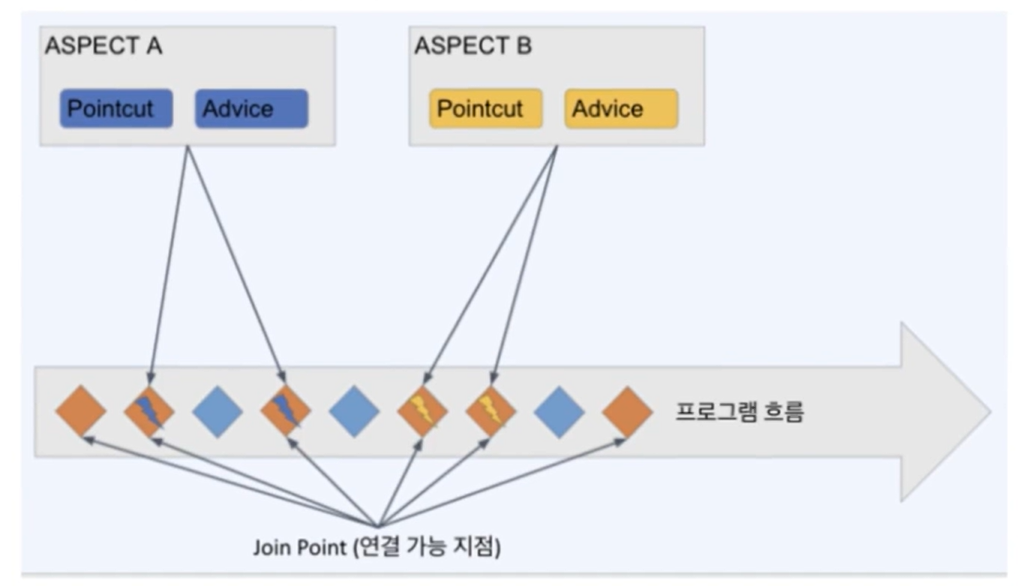 ASPECT A
Pointcut
Advice
ASPECT B
Pointcut
Advice
프로그램 흐름
Join Point (연결 가능 지점)